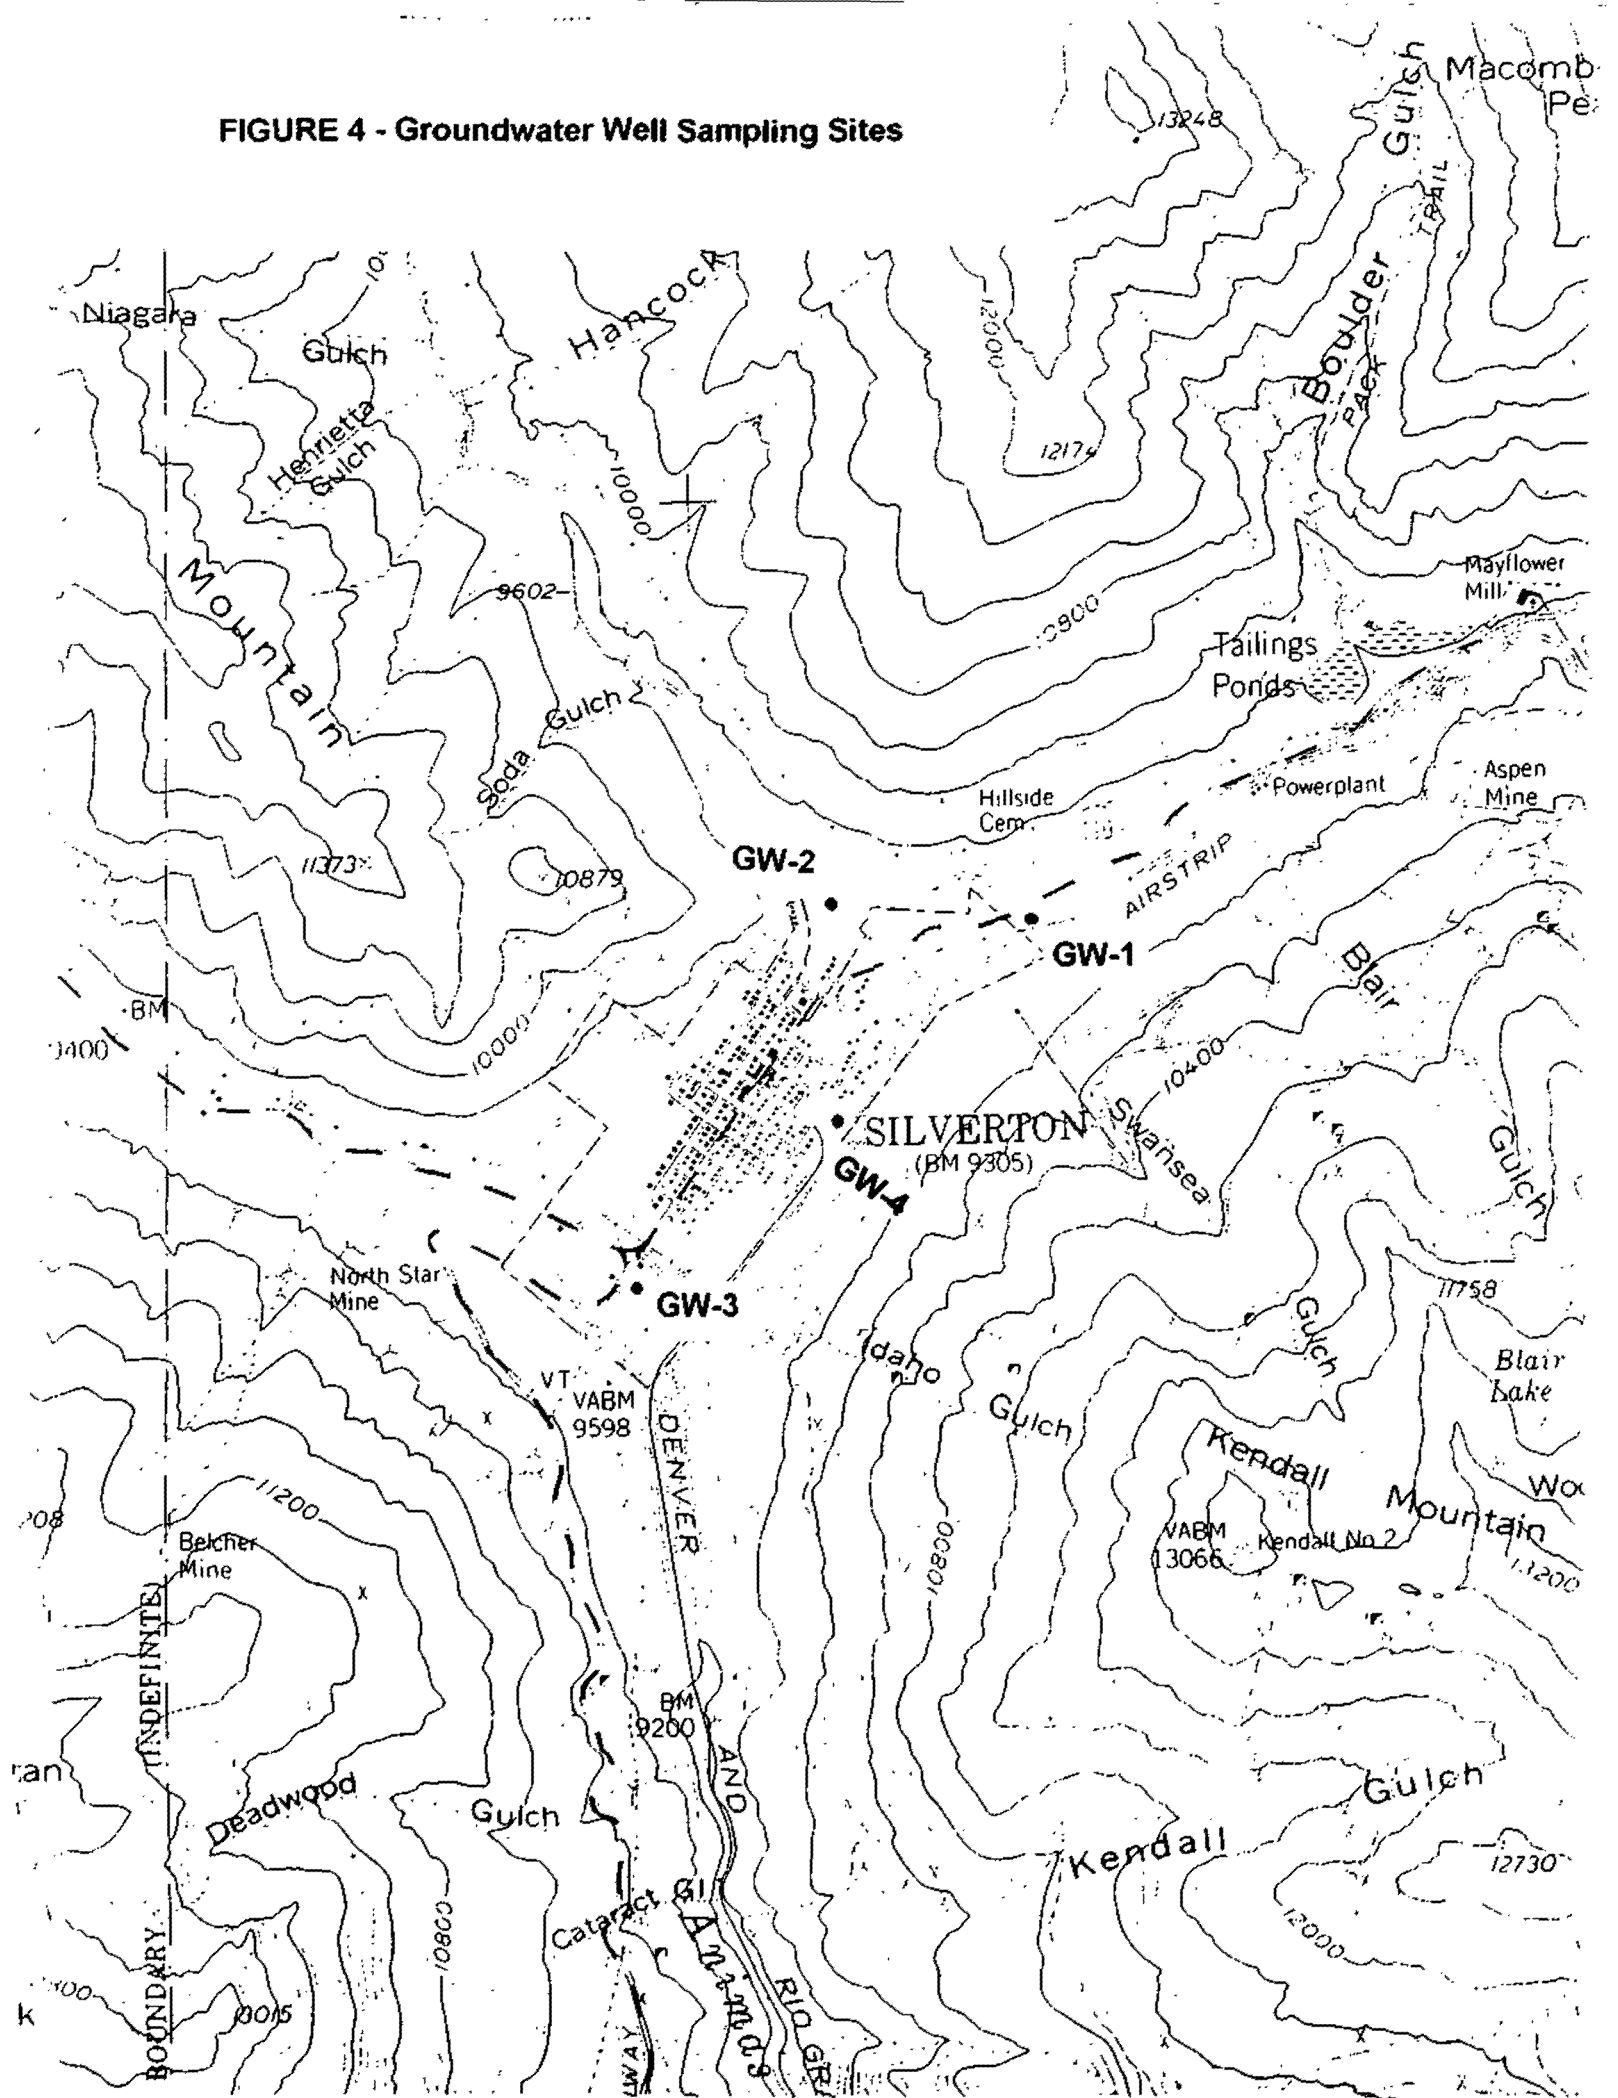 Macomb
FIGURE 4 - Groundwater Well Sampling Sites
13248
Gulch
TRAIL
Niagara
Gulch
Hancock
12000
Boulder
PACK
Henrietta
Gulch
10000
Mountain
9602
10800
Mayflower
Mill
Tailings
Ponds
Soda Gulch
Hillside
Cem
Powerplant
Aspen
Mine
11373
10879
GW-2
AIRSTRIP
GW-1
Blair
BM
10000
10400
SILVERTON
(BM 9305)
Swansea
Gulch
GW-4
North Star
Mine
GW-3
11758
Gulch
Idaho
Gulch
Blair
Lake
VABM
9598
DENVER
Kendall
Mountain
11200
Belcher
Mine
VABM
13066
Kendall No 2
13200
10800
(INDEFINITE)
BM
9200
AND
Deadwood
Gulch
Gulch
Kendall
12730
10800
Cataract
Animas
12000
BOUNDARY